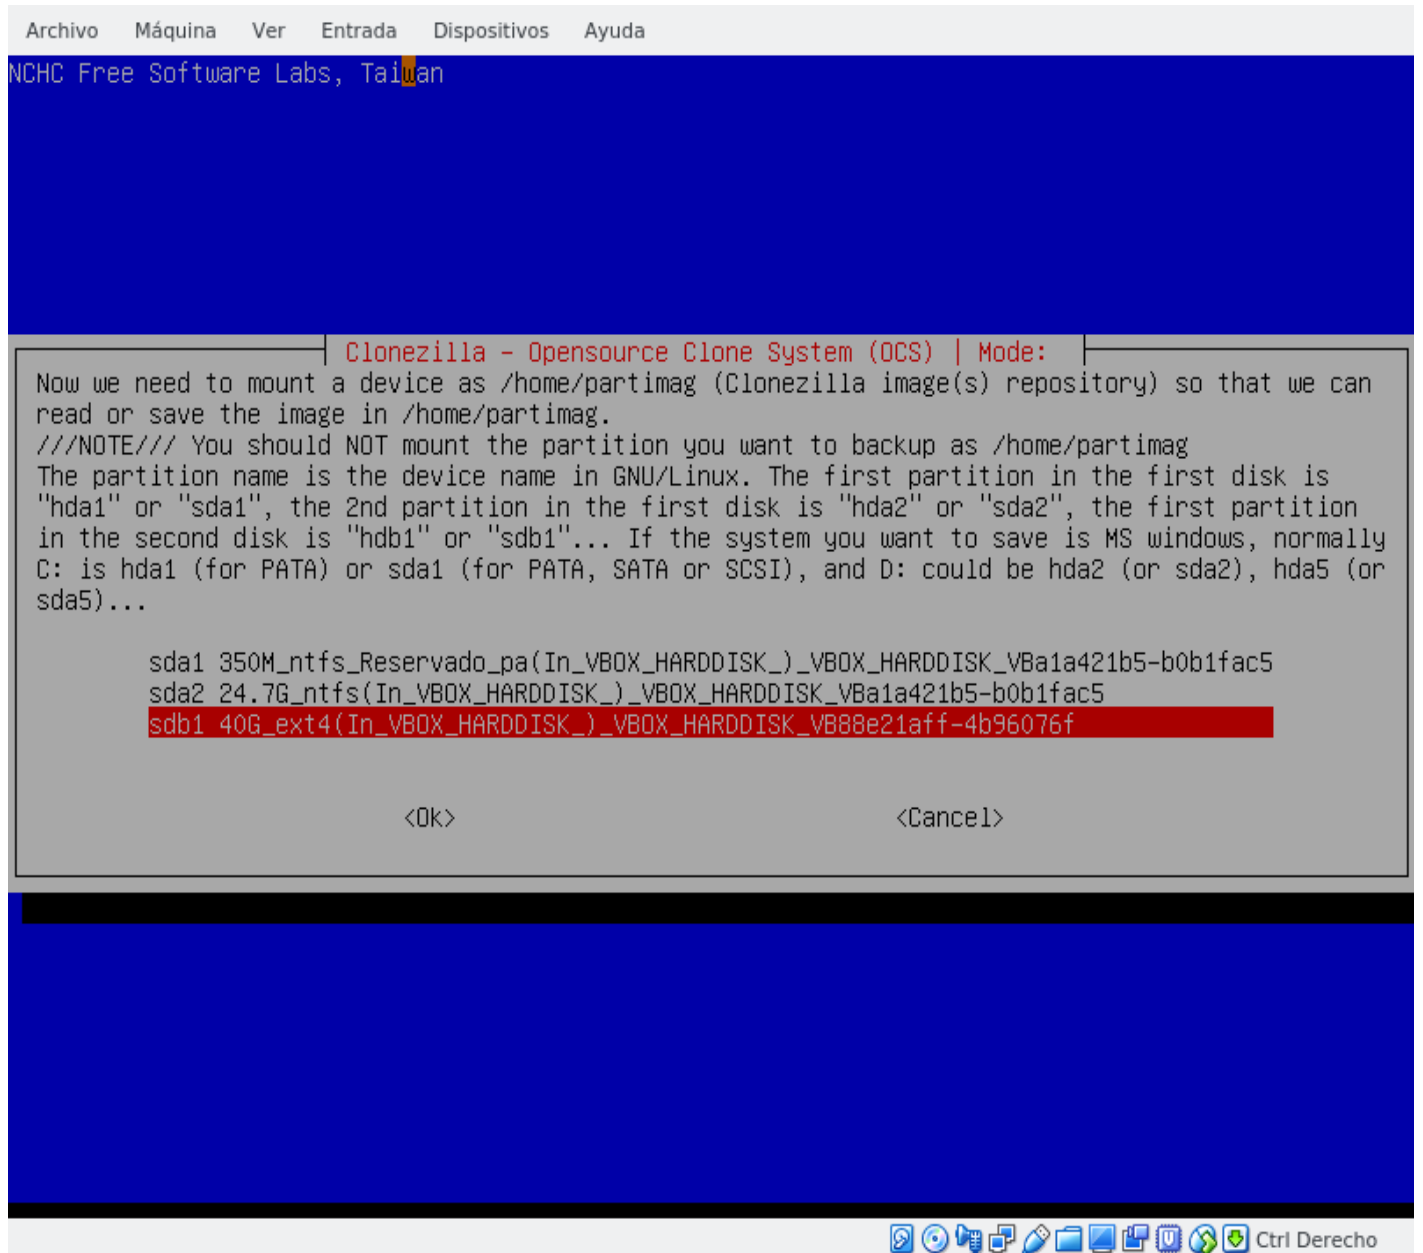 Archivo Máquina Ver Entrada Dispositivos Ayuda
NCHC Free Software Labs, Taiwan
Clonezilla - Opensource Clone System (OCS) | Mode:
Now we need to mount a device as /home/partimag (Clonezilla image(s) repository) so that we can
read or save the image in /home/partimag.
///NOTE/// You should NOT mount the partition you want to backup as /home/partimag
The partition name is the device name in GNU/Linux. The first partition in the first disk is
"hda1" or "sda1", the 2nd partition in the first disk is "hda2" or "sda2", the first partition
in the second disk is "hdb1" or "sdb1"... If the system you want to save is MS windows, normally
C: is hda1 (for PATA) or sda1 (for PATA, SATA or SCSI), and D: could be hda2 (or sda2), hda5 (or
sda5)...
sda1 350M_ntfs_Reservado_pa(In_VBOX_HARDDISK_)_VBOX_HARDDISK_VBa1a421b5-b0b1fac5
sda2 24.7G_ntfs(In_VBOX_HARDDISK_)_VBOX_HARDDISK_VBa1a421b5-b0b1fac5
sdb1 40G_ext4(In_VBOX_HARDDISK_)_VBOX_HARDDISK_VB88e21aff-4b96076f
<Ok> <Cancel>
Ctrl Derecho